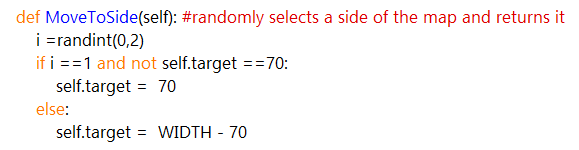 def MoveToSide(self): #randomly selects a side of the map and returns it
i =randint(0,2)
if i ==1 and not self.target ==70:
self.target =  70
else:
self.target =  WIDTH - 70